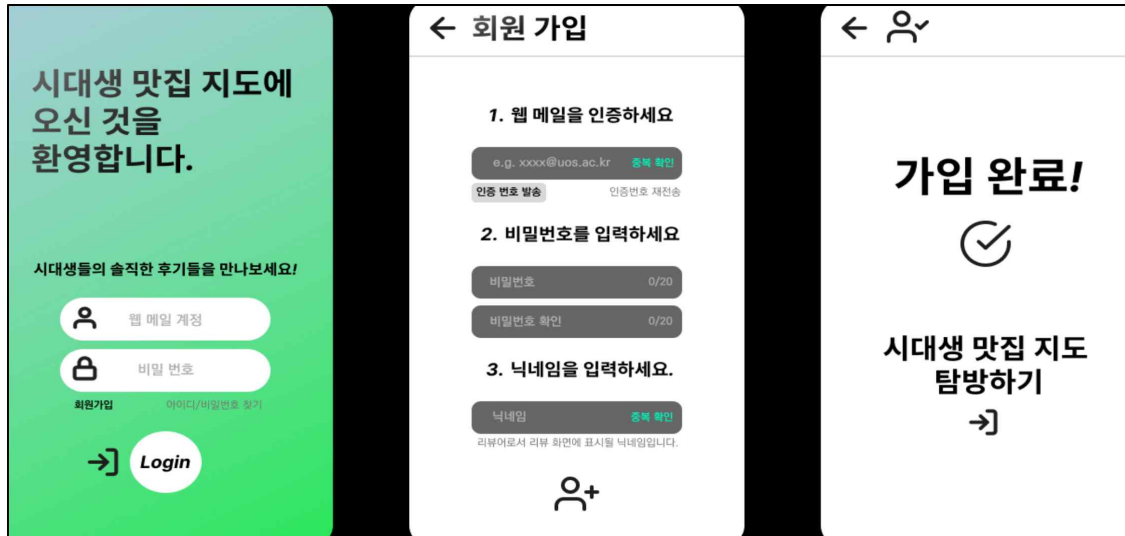 시대생 맛집 지도에
오신 것을
환영합니다.
시대생들의 솔직한 후기들을 만나보세요!
웹 메일 계정
비밀 번호
회원가입
아이디/비밀번호 찾기
Login
회원 가입
1. 웹 메일을 인증하세요
e.g. xxxx@uos.ac.kr
중복 확인
인증 번호 발송
인증번호 재전송
2. 비밀번호를 입력하세요
비밀번호
0/20
비밀번호 확인
0/20
3. 닉네임을 입력하세요.
닉네임
중복 확인
리뷰어로서 리뷰 화면에 표시될 닉네임입니다.
가입 완료!
시대생 맛집 지도
탐방하기